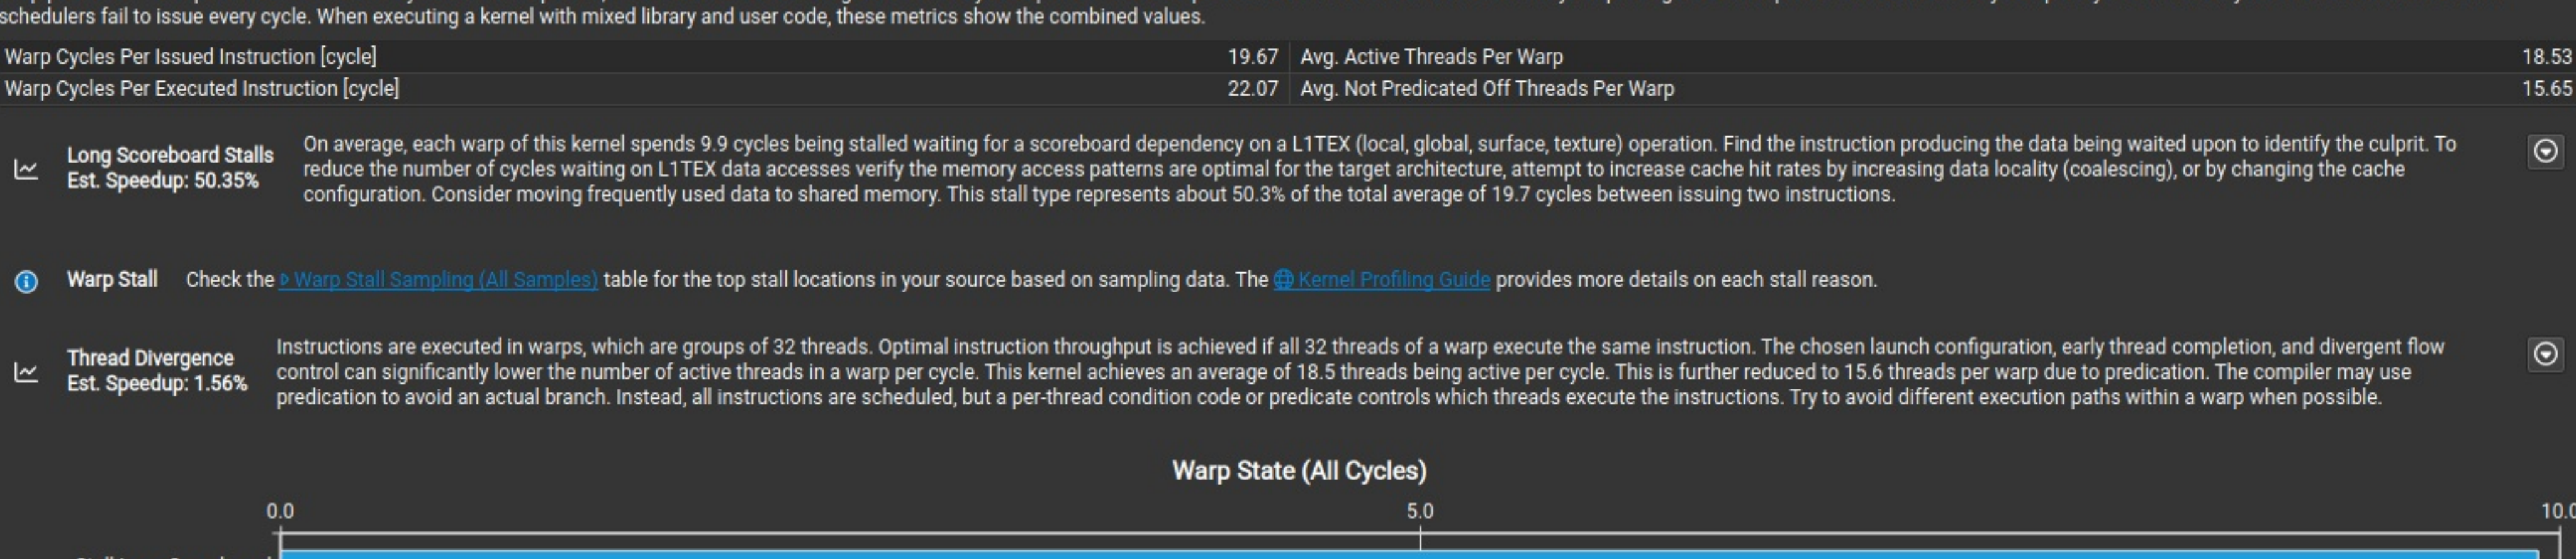 schedulers fail to issue every cycle. When executing a kernel with mixed library and user code, these metrics show the combined values.
Warp Cycles Per Issued Instruction [cycle] 19.67 Avg. Active Threads Per Warp 18.53
Warp Cycles Per Executed Instruction [cycle] 22.07 Avg. Not Predicated Off Threads Per Warp 15.65
Long Scoreboard Stalls
Est. Speedup: 50.35%
On average, each warp of this kernel spends 9.9 cycles being stalled waiting for a scoreboard dependency on a L1TEX (local, global, surface, texture) operation. Find the instruction producing the data being waited upon to identify the culprit. To
reduce the number of cycles waiting on L1TEX data accesses verify the memory access patterns are optimal for the target architecture, attempt to increase cache hit rates by increasing data locality (coalescing), or by changing the cache
configuration. Consider moving frequently used data to shared memory. This stall type represents about 50.3% of the total average of 19.7 cycles between issuing two instructions.
Warp Stall Check the Warp Stall Sampling (All Samples) table for the top stall locations in your source based on sampling data. The Kernel Profiling Guide provides more details on each stall reason.
Thread Divergence
Est. Speedup: 1.56%
Instructions are executed in warps, which are groups of 32 threads. Optimal instruction throughput is achieved if all 32 threads of a warp execute the same instruction. The chosen launch configuration, early thread completion, and divergent flow
control can significantly lower the number of active threads in a warp per cycle. This kernel achieves an average of 18.5 threads being active per cycle. This is further reduced to 15.6 threads per warp due to predication. The compiler may use
predication to avoid an actual branch. Instead, all instructions are scheduled, but a per-thread condition code or predicate controls which threads execute the instructions. Try to avoid different execution paths within a warp when possible.
Warp State (All Cycles)
0.0 5.0 10.0